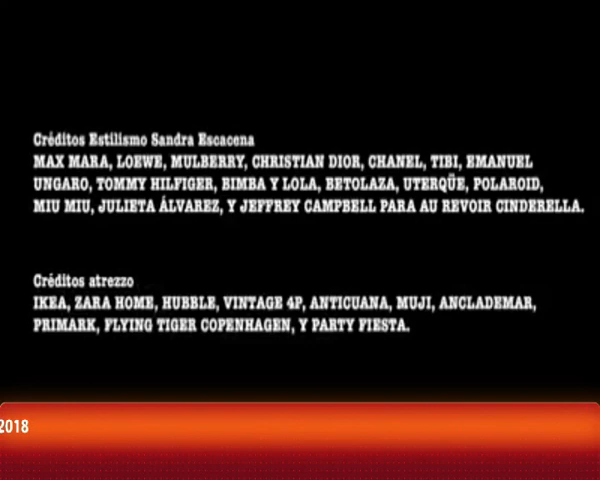 Créditos Estilismo Sandra Escacena
MAX MARA, LOEWE, MULBERRY, CHRISTIAN DIOR, CHANEL, TIBI, EMANUEL
UNGARO, TOMMY HILFIGER, BIMBA Y LOLA, BETOLAZA, UTERQÜE, POLAROID,
MIU MIU, JULIETA ÁLVAREZ, Y JEFFREY CAMPBELL PARA AU REVOIR CINDERELLA.
Créditos atrezzo
IKEA, ZARA HOME, HUBBLE, VINTAGE 4P, ANTICUANA, MUJI, ANCLADEMAR,
PRIMARK, FLYING TIGER COPENHAGEN, Y PARTY FIESTA.
2018